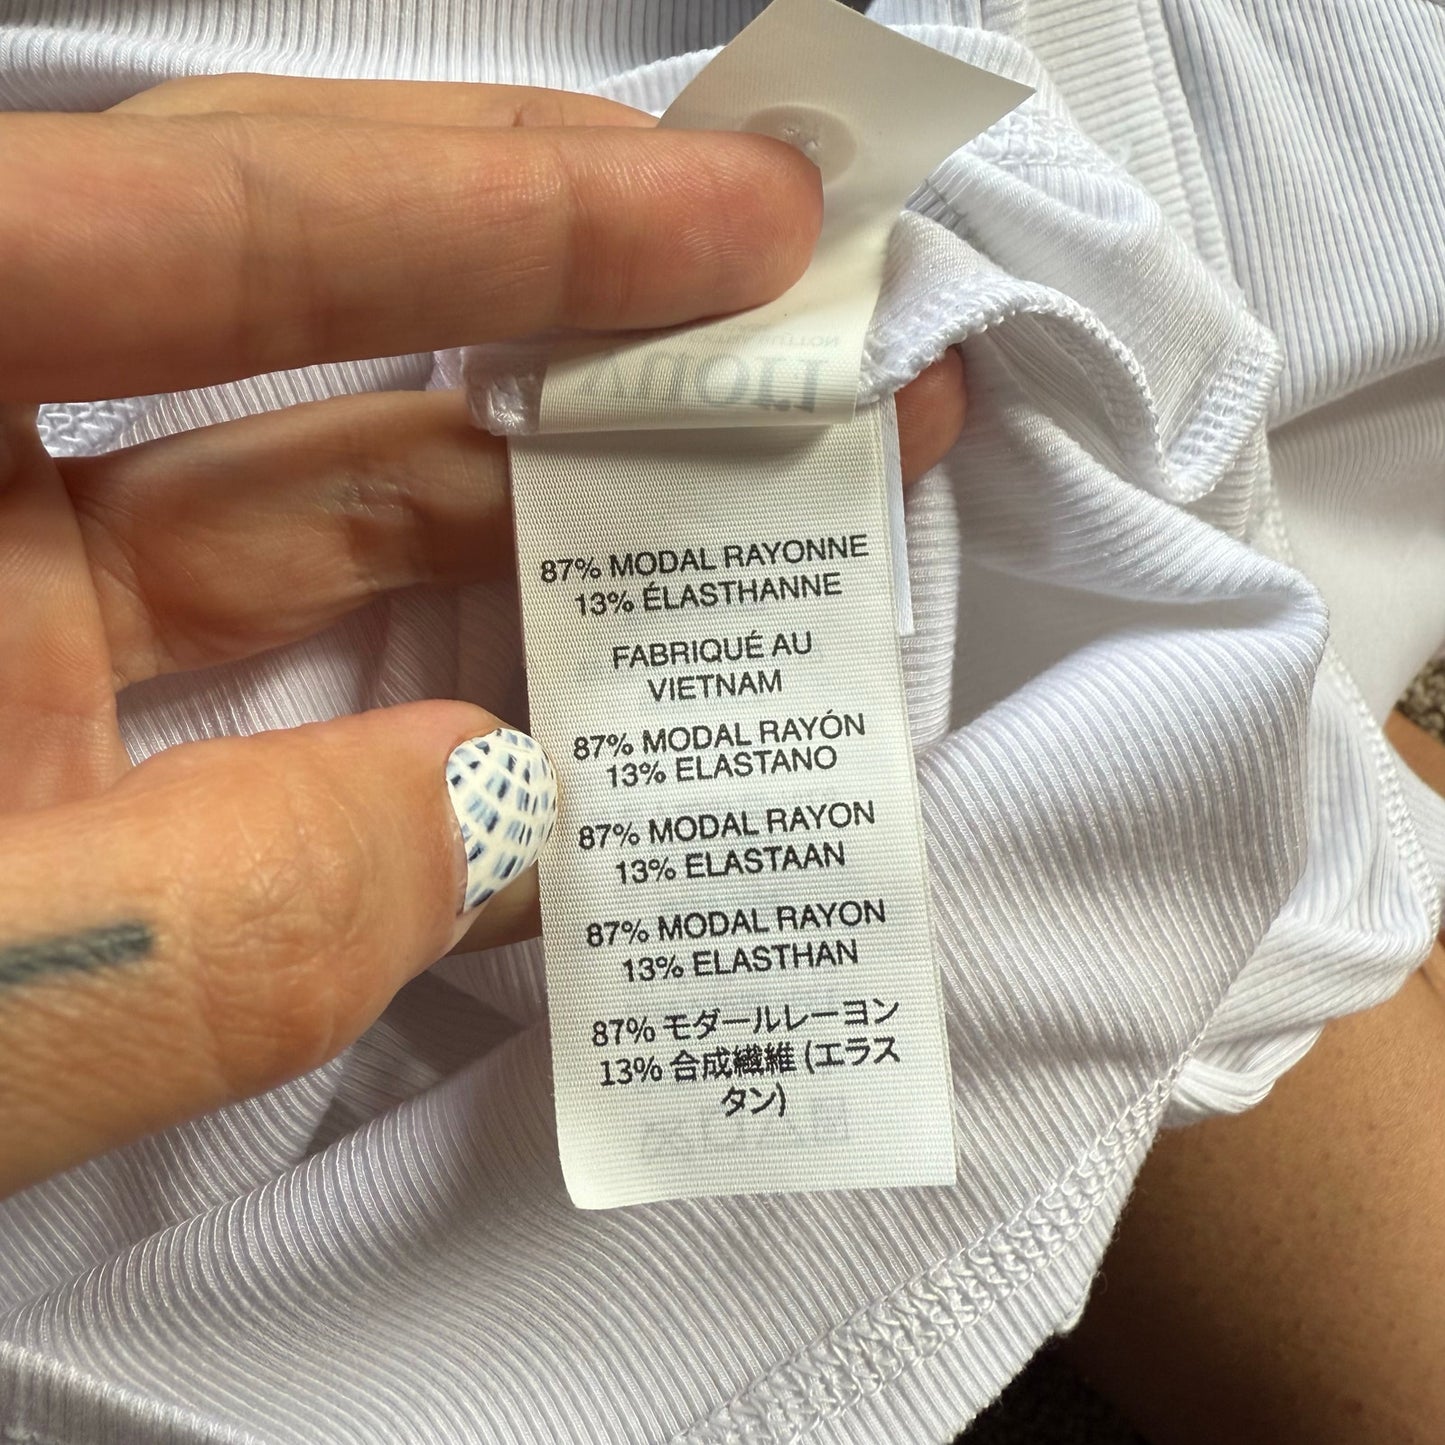 87% MODAL RAYONNE
13% ÉLASTHANNE
FABRIQUÉ AU
VIETNAM
87% MODAL RAYÓN
13% ELASTANO
87% MODAL RAYON
13% ELASTAAN
87% MODAL RAYON
13% ELASTHAN
87% モダールレーヨン
13% 合成繊維 (エラス
タン)